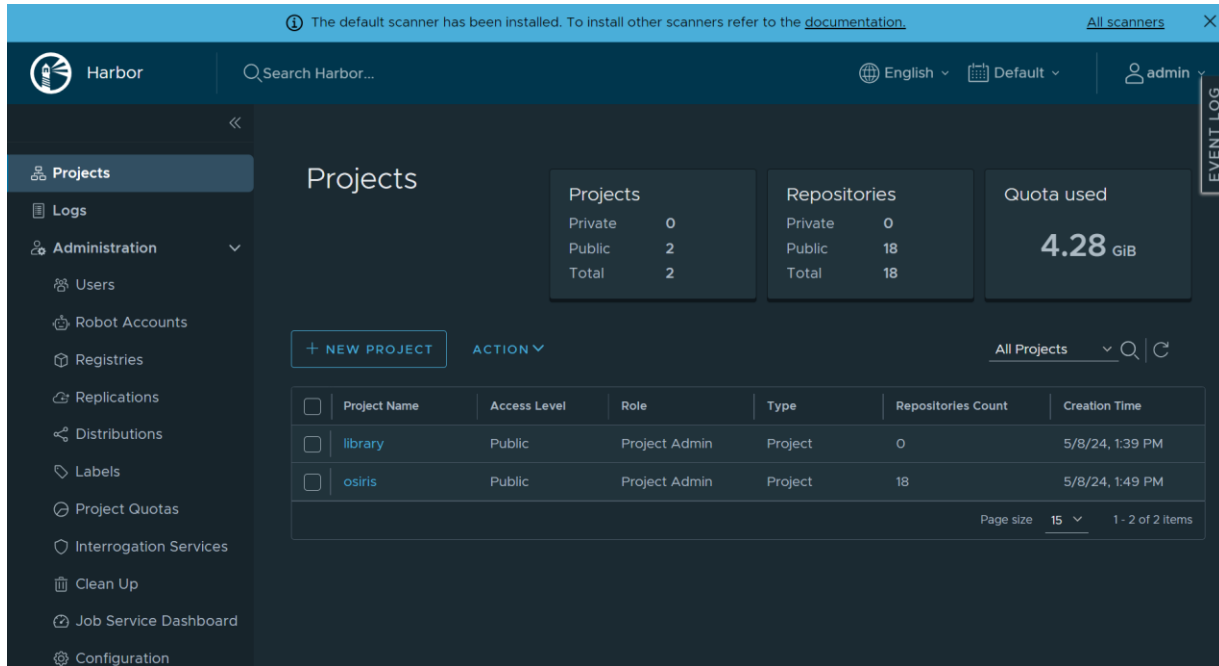 The default scanner has been installed. To install other scanners refer to the documentation. All scanners
Harbor Search Harbor... English Default admin
EVENT LOG
Projects
Logs
Administration
Users
Robot Accounts
Registries
Replications
Distributions
Labels
Project Quotas
Interrogation Services
Clean Up
Job Service Dashboard
Configuration
Projects
Projects
Private 0
Public 2
Total 2
Repositories
Private 0
Public 18
Total 18
Quota used
4.28 GiB
+ NEW PROJECT ACTION All Projects
Project Name Access Level Role Type Repositories Count Creation Time
library Public Project Admin Project 0 5/8/24, 1:39 PM
osiris Public Project Admin Project 18 5/8/24, 1:49 PM
Page size 15 1 - 2 of 2 items